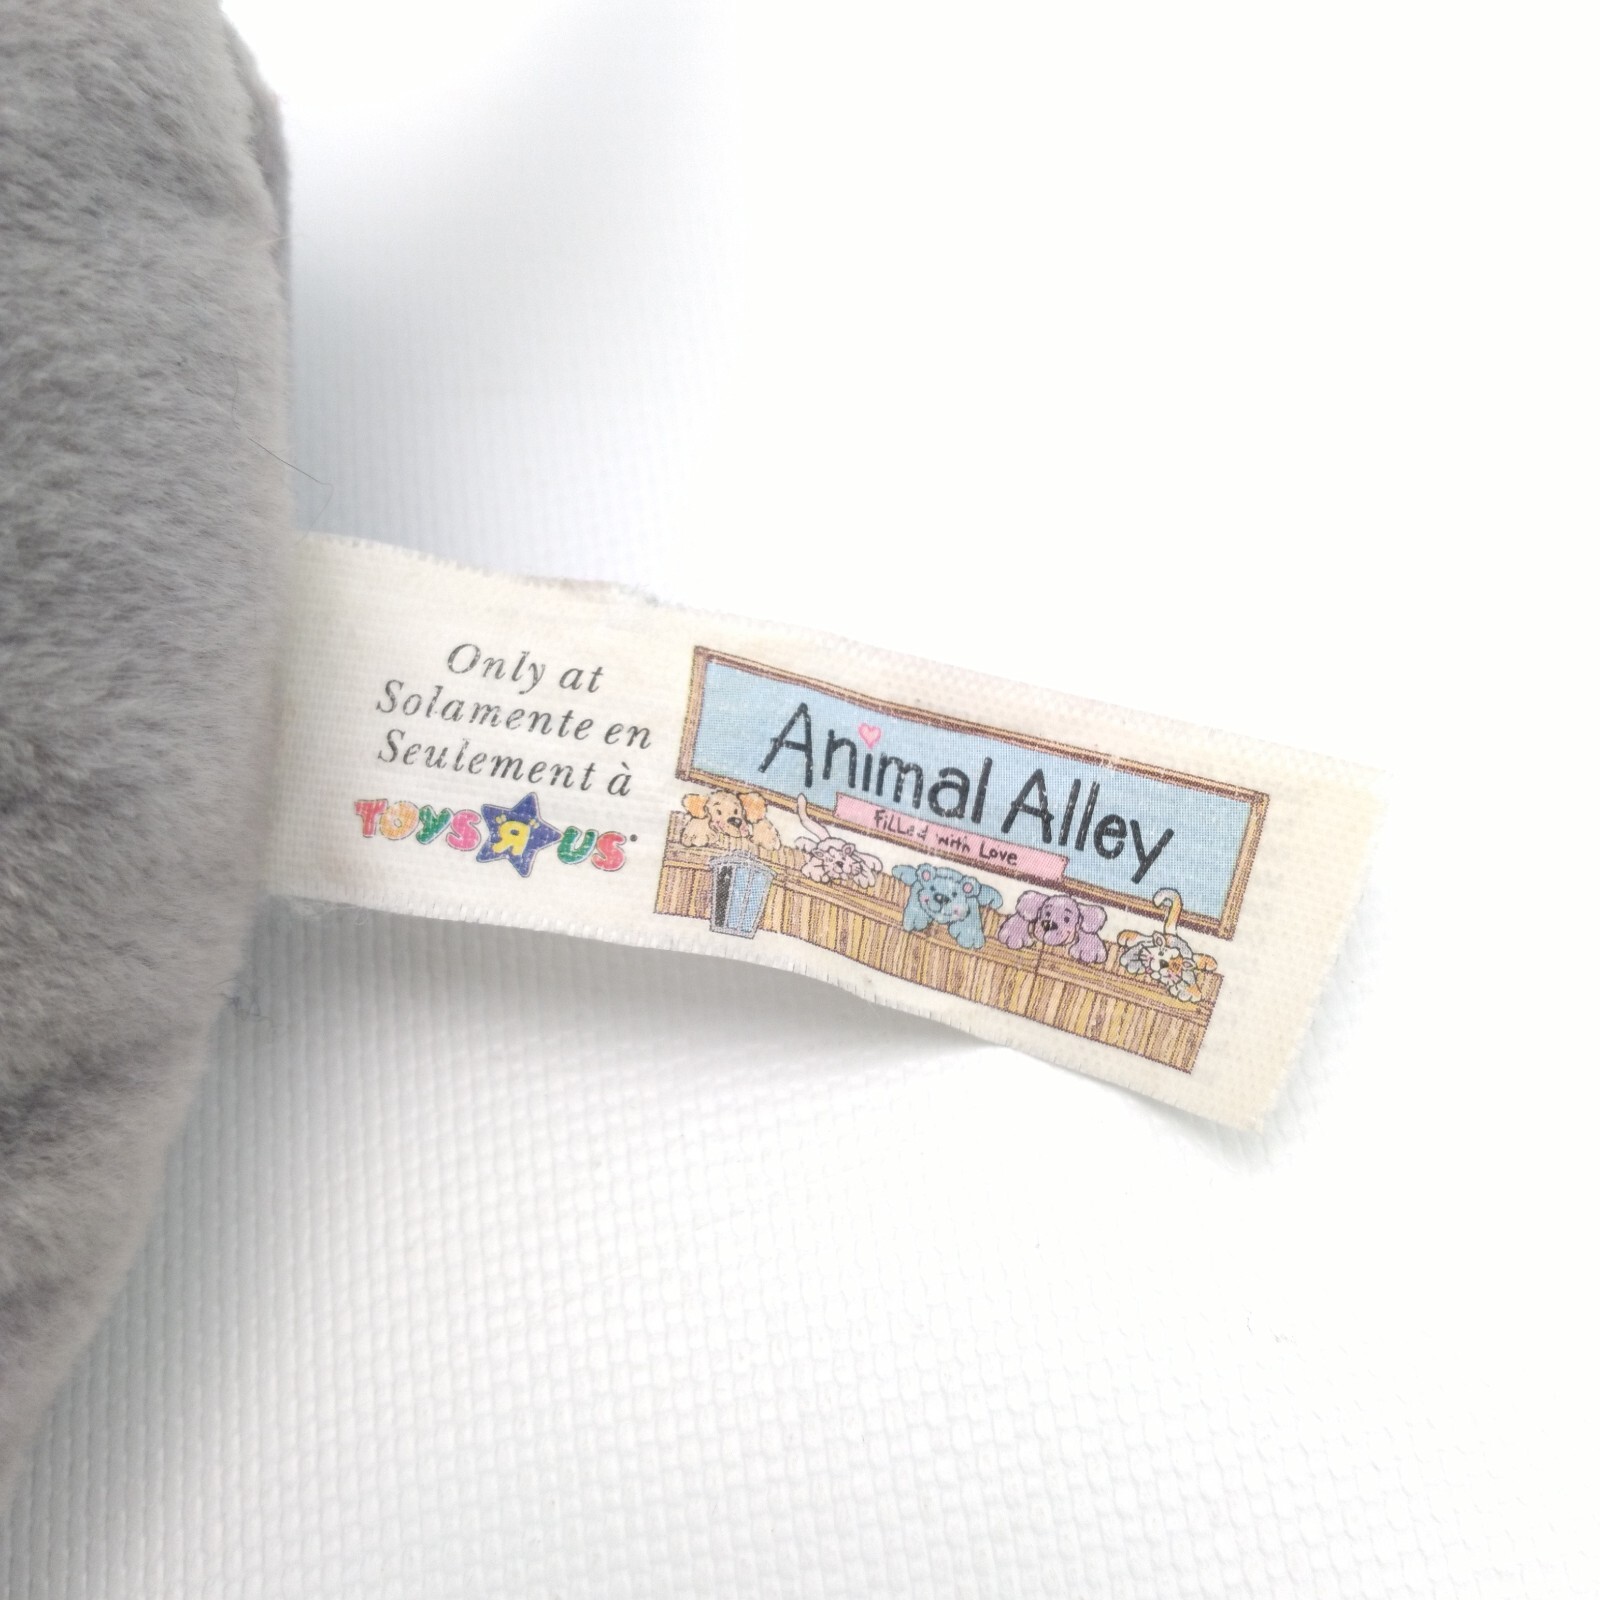 Only at
Solamente en
Seulement à
TOYS R US
Animal Alley
Filled with Love